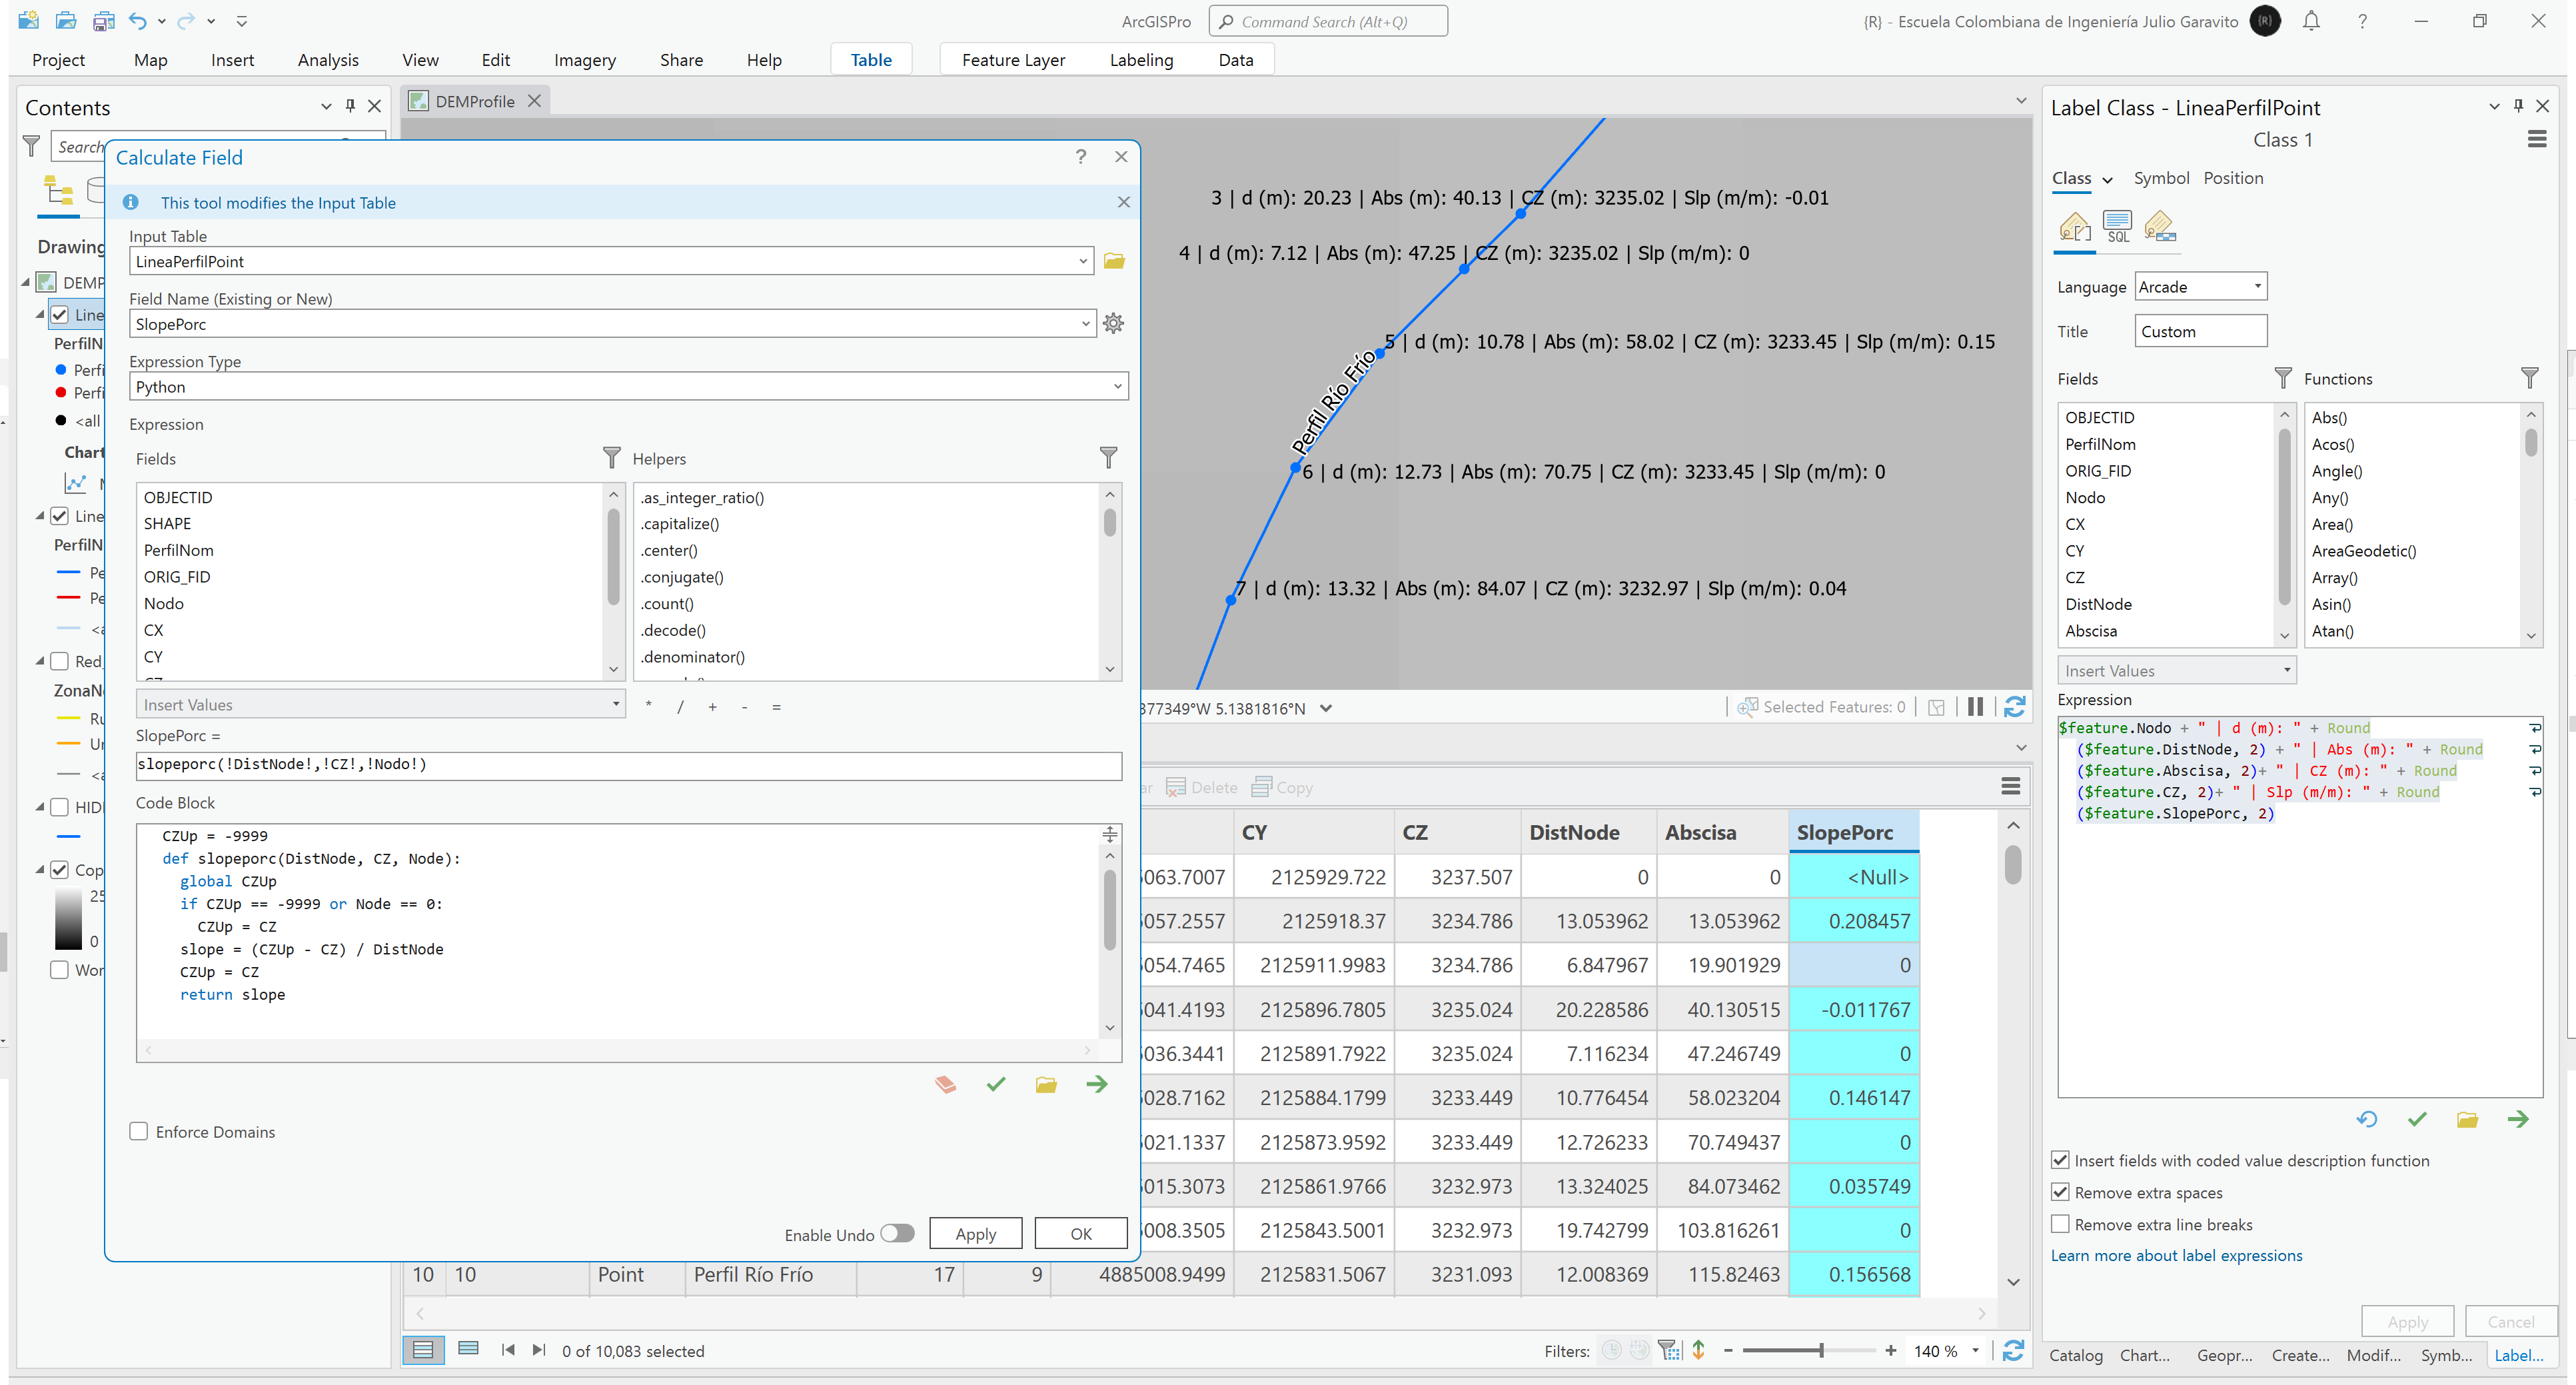 ArcGISPro
Command Search (Alt+Q)
{R} - Escuela Colombiana de Ingeniería Julio Garavito
{R}
Project
Map
Insert
Analysis
View
Edit
Imagery
Share
Help
Table
Feature Layer
Labeling
Data
Contents
Search
Drawing
DEMP
Line
PerfilN
Perfi
Perfi
<all
Chart
Line
PerfilN
Pe
Pe
<a
Red_
ZonaN
Ru
Ur
<a
HIDI
Cop
25
0
Wor
DEMProfile
Calculate Field
This tool modifies the Input Table
Input Table
LineaPerfilPoint
Field Name (Existing or New)
SlopePorc
Expression Type
Python
Expression
Fields
Helpers
OBJECTID
SHAPE
PerfilNom
ORIG_FID
Nodo
CX
CY
.as_integer_ratio()
.capitalize()
.center()
.conjugate()
.count()
.decode()
.denominator()
Insert Values
* / + - =
SlopePorc =
slopeporc(!DistNode!,!CZ!,!Nodo!)
Code Block
CZUp = -9999
def slopeporc(DistNode, CZ, Node):
global CZUp
if CZUp == -9999 or Node == 0:
CZUp = CZ
slope = (CZUp - CZ) / DistNode
CZUp = CZ
return slope
Enforce Domains
Enable Undo
Apply
OK
3 | d (m): 20.23 | Abs (m): 40.13 | CZ (m): 3235.02 | Slp (m/m): -0.01
4 | d (m): 7.12 | Abs (m): 47.25 | CZ (m): 3235.02 | Slp (m/m): 0
5 | d (m): 10.78 | Abs (m): 58.02 | CZ (m): 3233.45 | Slp (m/m): 0.15
Perfil Río Frío
6 | d (m): 12.73 | Abs (m): 70.75 | CZ (m): 3233.45 | Slp (m/m): 0
7 | d (m): 13.32 | Abs (m): 84.07 | CZ (m): 3232.97 | Slp (m/m): 0.04
377349°W 5.1381816°N
Selected Features: 0
Delete
Copy
CY CZ DistNode Abscisa SlopePorc
063.7007 2125929.722 3237.507 0 0 <Null>
057.2557 2125918.37 3234.786 13.053962 13.053962 0.208457
054.7465 2125911.9983 3234.786 6.847967 19.901929 0
041.4193 2125896.7805 3235.024 20.228586 40.130515 -0.011767
036.3441 2125891.7922 3235.024 7.116234 47.246749 0
028.7162 2125884.1799 3233.449 10.776454 58.023204 0.146147
021.1337 2125873.9592 3233.449 12.726233 70.749437 0
015.3073 2125861.9766 3232.973 13.324025 84.073462 0.035749
008.3505 2125843.5001 3232.973 19.742799 103.816261 0
10 10 Point Perfil Río Frío 17 9 4885008.9499 2125831.5067 3231.093 12.008369 115.82463 0.156568
0 of 10,083 selected
Filters:
140 %
Label Class - LineaPerfilPoint
Class 1
Class
Symbol
Position
SQL
Language
Arcade
Title
Custom
Fields
Functions
OBJECTID
PerfilNom
ORIG_FID
Nodo
CX
CY
CZ
DistNode
Abscisa
Abs()
Acos()
Angle()
Any()
Area()
AreaGeodetic()
Array()
Asin()
Atan()
Insert Values
Expression
$feature.Nodo + " | d (m): " + Round
($feature.DistNode, 2) + " | Abs (m): " + Round
($feature.Abscisa, 2)+ " | CZ (m): " + Round
($feature.CZ, 2)+ " | Slp (m/m): " + Round
($feature.SlopePorc, 2)
Insert fields with coded value description function
Remove extra spaces
Remove extra line breaks
Learn more about label expressions
Apply
Cancel
Catalog
Chart...
Geopr...
Create...
Modif...
Symb...
Label...